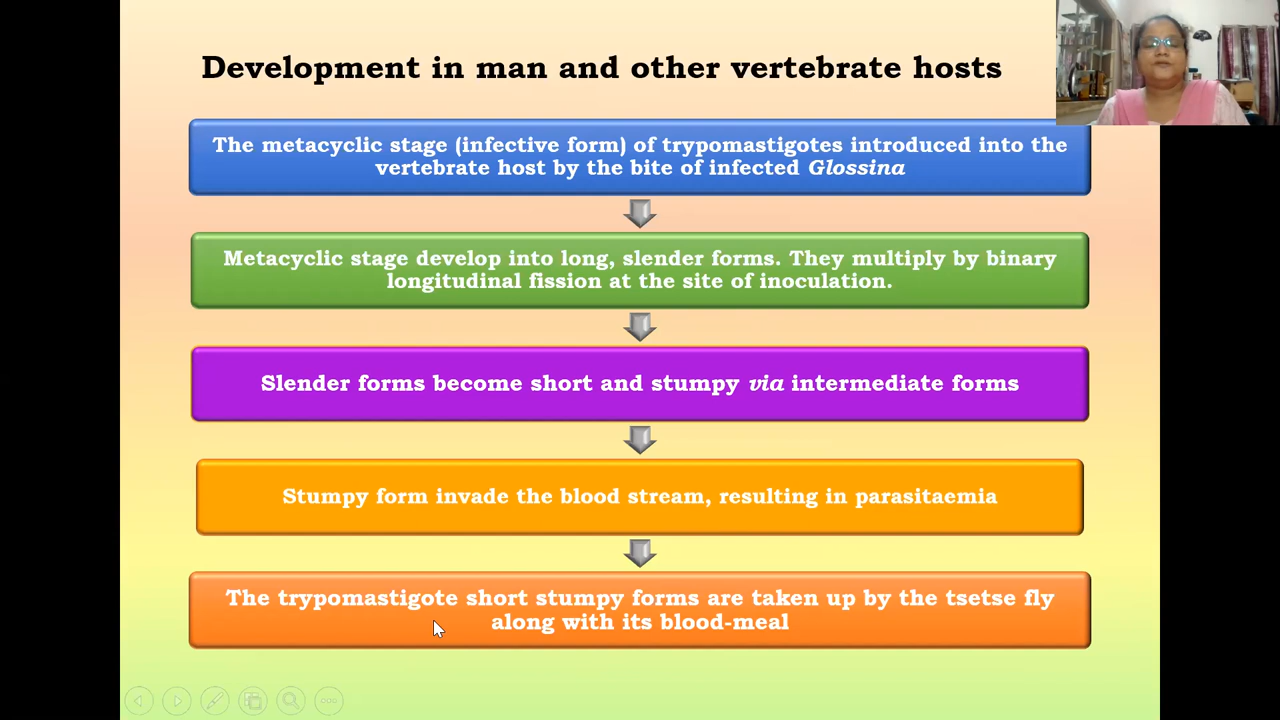 Development in man and other vertebrate hosts
The metacyclic stage (infective form) of trypomastigotes introduced into the
vertebrate host by the bite of infected Glossina
Metacyclic stage develop into long, slender forms. They multiply by binary
longitudinal fission at the site of inoculation.
Slender forms become short and stumpy via intermediate forms
Stumpy form invade the blood stream, resulting in parasitaemia
The trypomastigote short stumpy forms are taken up by the tsetse fly
along with its blood-meal